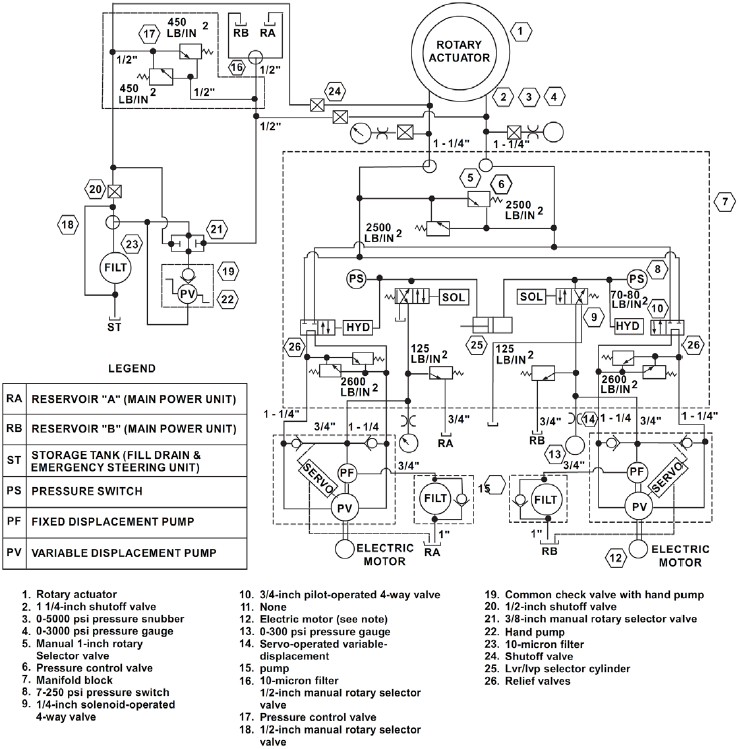 450
LB/IN 2
17
RB RA
1/2"
16
1/2"
450
LB/IN 2
1/2"
1/2"
24
ROTARY
ACTUATOR
1
2 3 4
1 - 1/4"
1 - 1/4"
5
6
7
2500
LB/IN 2
2500
LB/IN 2
20
18
21
23
FILT
19
PV
22
ST
PS
SOL
SOL
PS
8
70-80
LB/IN 2
9
10
HYD
HYD
26
25
26
125
LB/IN 2
125
LB/IN 2
2600
LB/IN 2
2600
LB/IN 2
1 - 1/4"
3/4"
1 - 1/4
3/4"
RA
3/4"
RB
14
3/4"
1 - 1/4
1 - 1/4"
13
3/4"
3/4"
SERVO
PF
PV
FILT
15
FILT
PF
PV
SERVO
1"
RA
1"
RB
ELECTRIC
MOTOR
12
ELECTRIC
MOTOR
LEGEND
RA RESERVOIR "A" (MAIN POWER UNIT)
RB RESERVOIR "B" (MAIN POWER UNIT)
ST STORAGE TANK (FILL DRAIN &
EMERGENCY STEERING UNIT)
PS PRESSURE SWITCH
PF FIXED DISPLACEMENT PUMP
PV VARIABLE DISPLACEMENT PUMP
1. Rotary actuator
2. 1 1/4-inch shutoff valve
3. 0-5000 psi pressure snubber
4. 0-3000 psi pressure gauge
5. Manual 1-inch rotary
Selector valve
6. Pressure control valve
7. Manifold block
8. 7-250 psi pressure switch
9. 1/4-inch solenoid-operated
4-way valve
10. 3/4-inch pilot-operated 4-way valve
11. None
12. Electric motor (see note)
13. 0-300 psi pressure gauge
14. Servo-operated variable-
displacement
15. pump
16. 10-micron filter
1/2-inch manual rotary selector
valve
17. Pressure control valve
18. 1/2-inch manual rotary selector
valve
19. Common check valve with hand pump
20. 1/2-inch shutoff valve
21. 3/8-inch manual rotary selector valve
22. Hand pump
23. 10-micron filter
24. Shutoff valve
25. Lvr/lvp selector cylinder
26. Relief valves